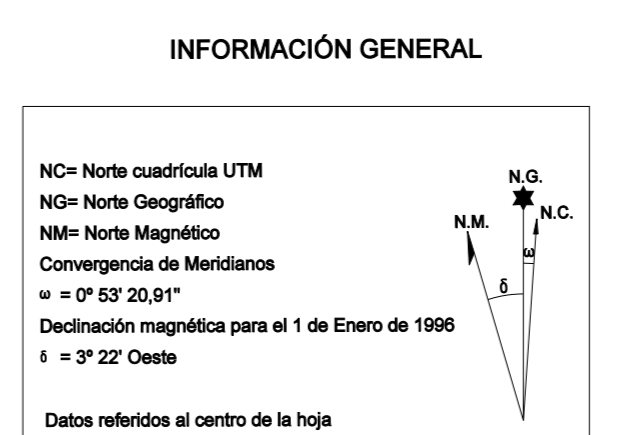 INFORMACIÓN GENERAL
NC= Norte cuadrícula UTM
NG= Norte Geográfico
NM= Norte Magnético
Convergencia de Meridianos
ω = 0º 53' 20,91"
Declinación magnética para el 1 de Enero de 1996
δ = 3º 22' Oeste
Datos referidos al centro de la hoja
N.G.
N.C.
N.M.
ω
δ